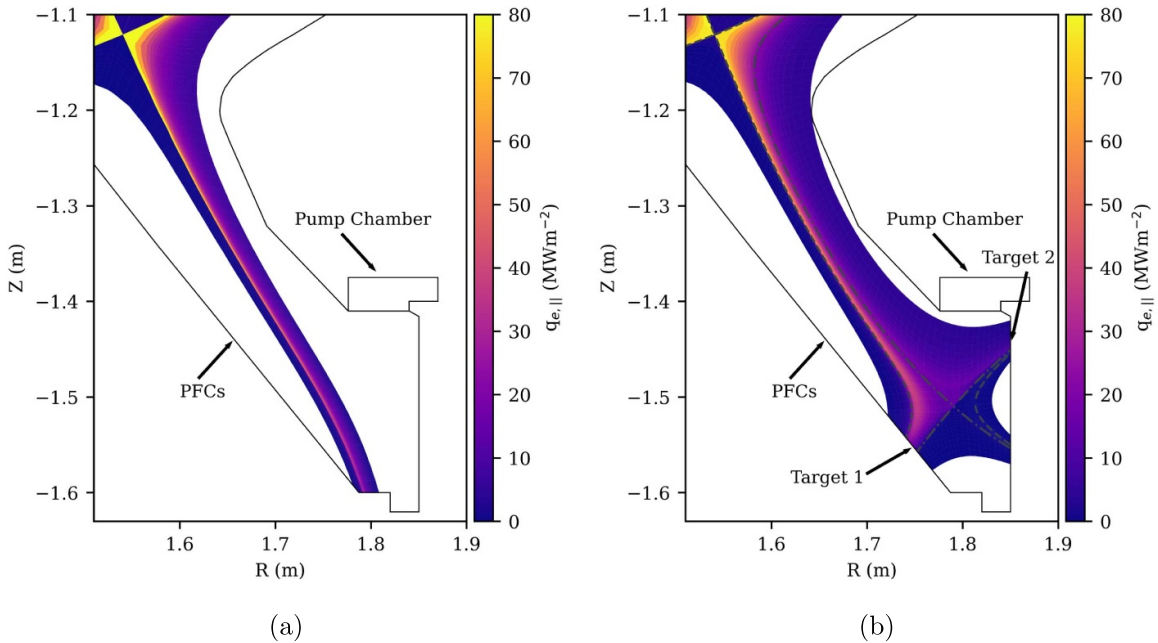 −1.1
−1.2
−1.3
−1.4
−1.5
−1.6
Z (m)
1.6
1.7
1.8
1.9
R (m)
Pump Chamber
PFCs
80
70
60
50
40
30
20
10
0
q_{e,||} (MWm^{−2})
(a)
−1.1
−1.2
−1.3
−1.4
−1.5
−1.6
Z (m)
1.6
1.7
1.8
1.9
R (m)
Pump Chamber
Target 2
PFCs
Target 1
80
70
60
50
40
30
20
10
0
q_{e,||} (MWm^{−2})
(b)